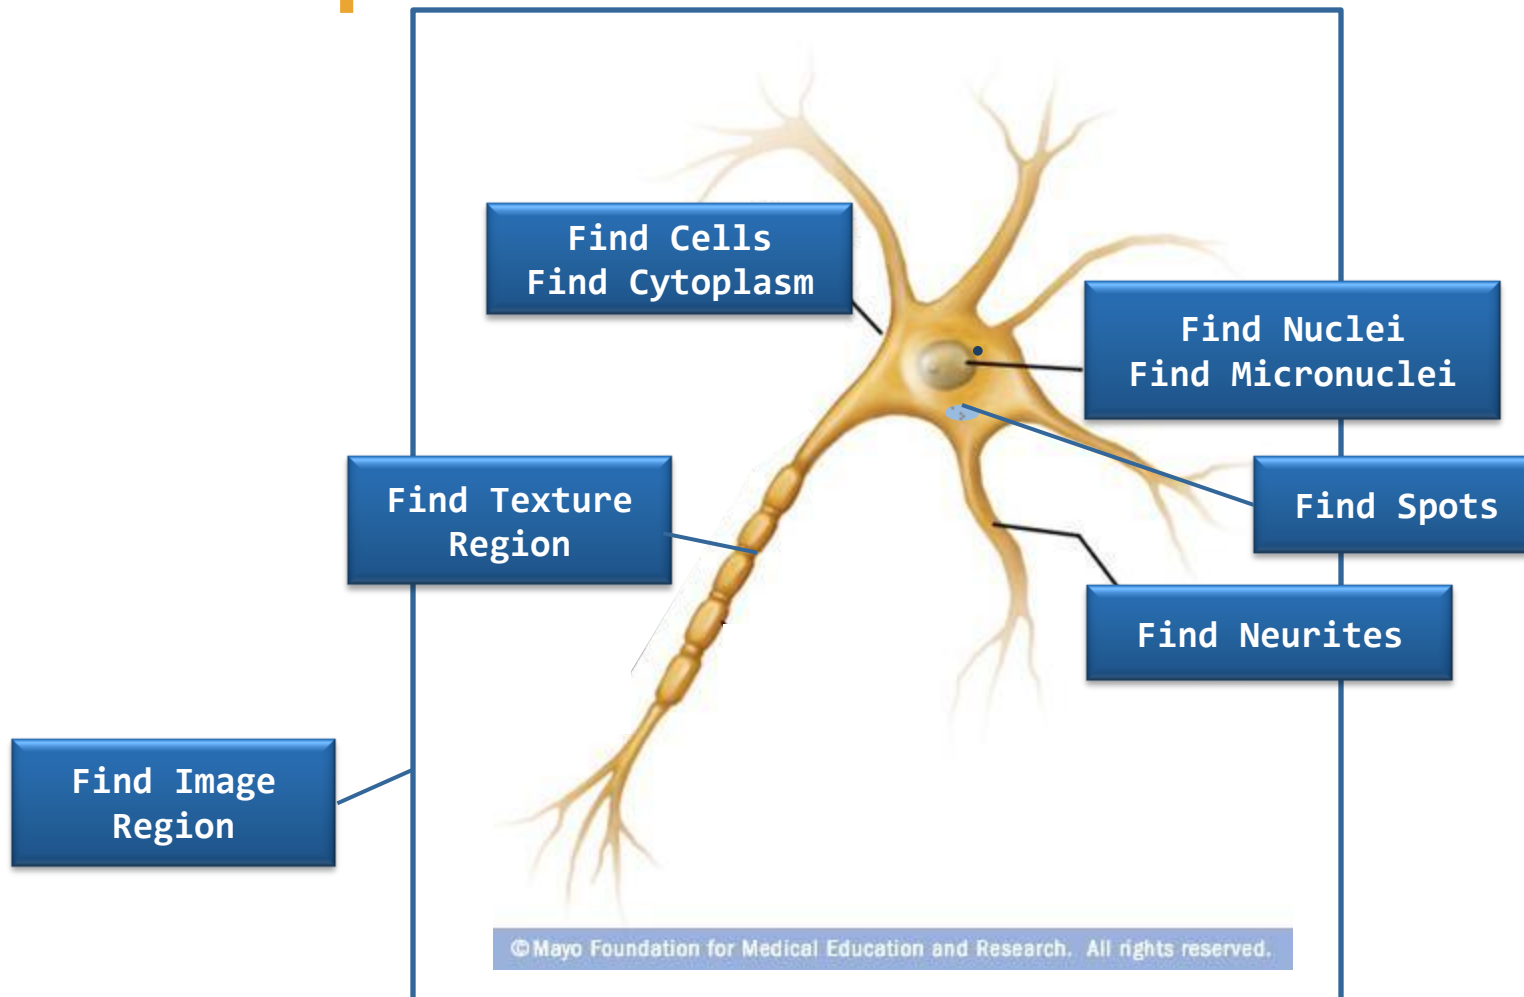 Find Cells
Find Cytoplasm
Find Nuclei
Find Micronuclei
Find Texture
Region
Find Spots
Find Neurites
Find Image
Region
©Mayo Foundation for Medical Education and Research. All rights reserved.